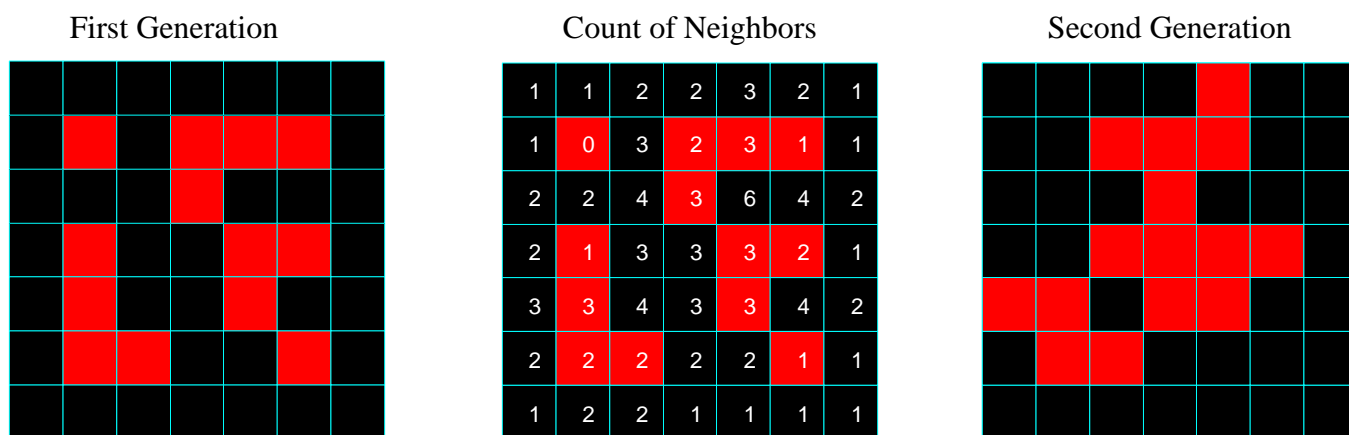 First Generation
Count of Neighbors
Second Generation
1 1 2 2 3 2 1
1 0 3 2 3 1 1
2 2 4 3 6 4 2
2 1 3 3 3 2 1
3 3 4 3 3 4 2
2 2 2 2 2 1 1
1 2 2 1 1 1 1